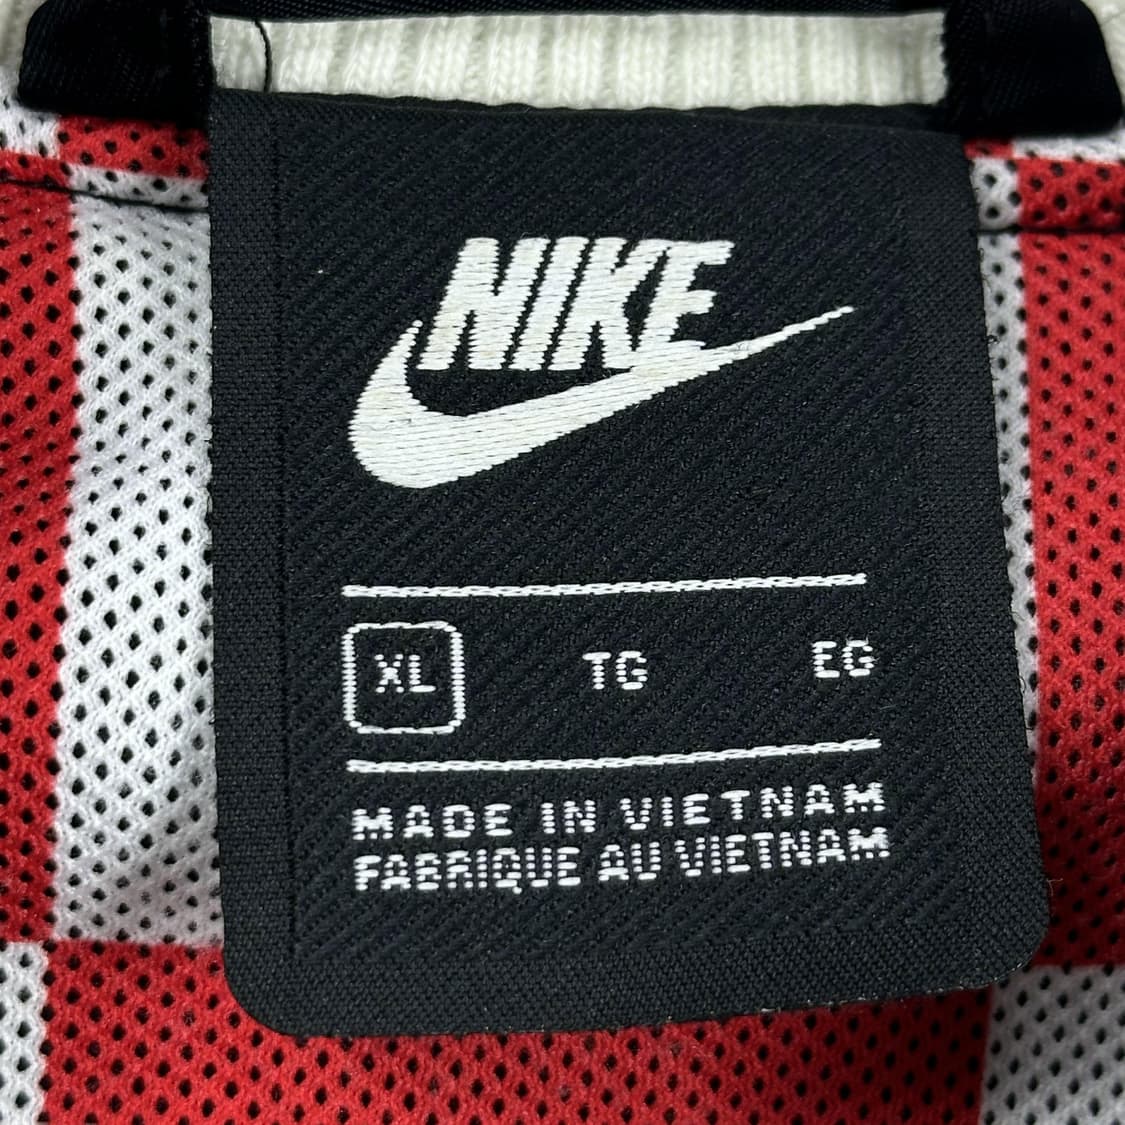 NIKE
XL TG EG
MADE IN VIETNAM
FABRIQUE AU VIETNAM